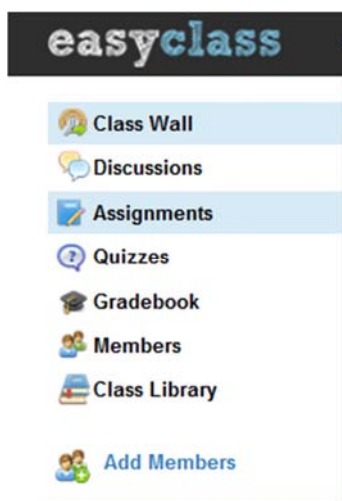 easyclass
Class Wall
Discussions
Assignments
Quizzes
Gradebook
Members
Class Library
Add Members